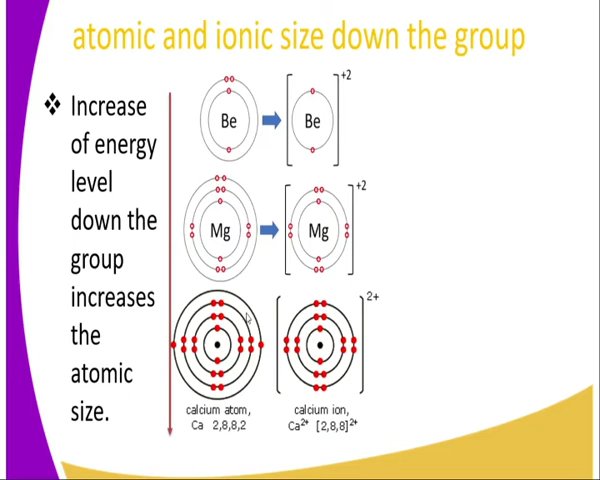 atomic and ionic size down the group
❖ Increase
of energy
level
down the
group
increases
the
atomic
size.
Be
Be
+2
Mg
Mg
+2
2+
calcium atom,
Ca 2,8,8,2
calcium ion,
Ca²⁺ [2,8,8]²⁺